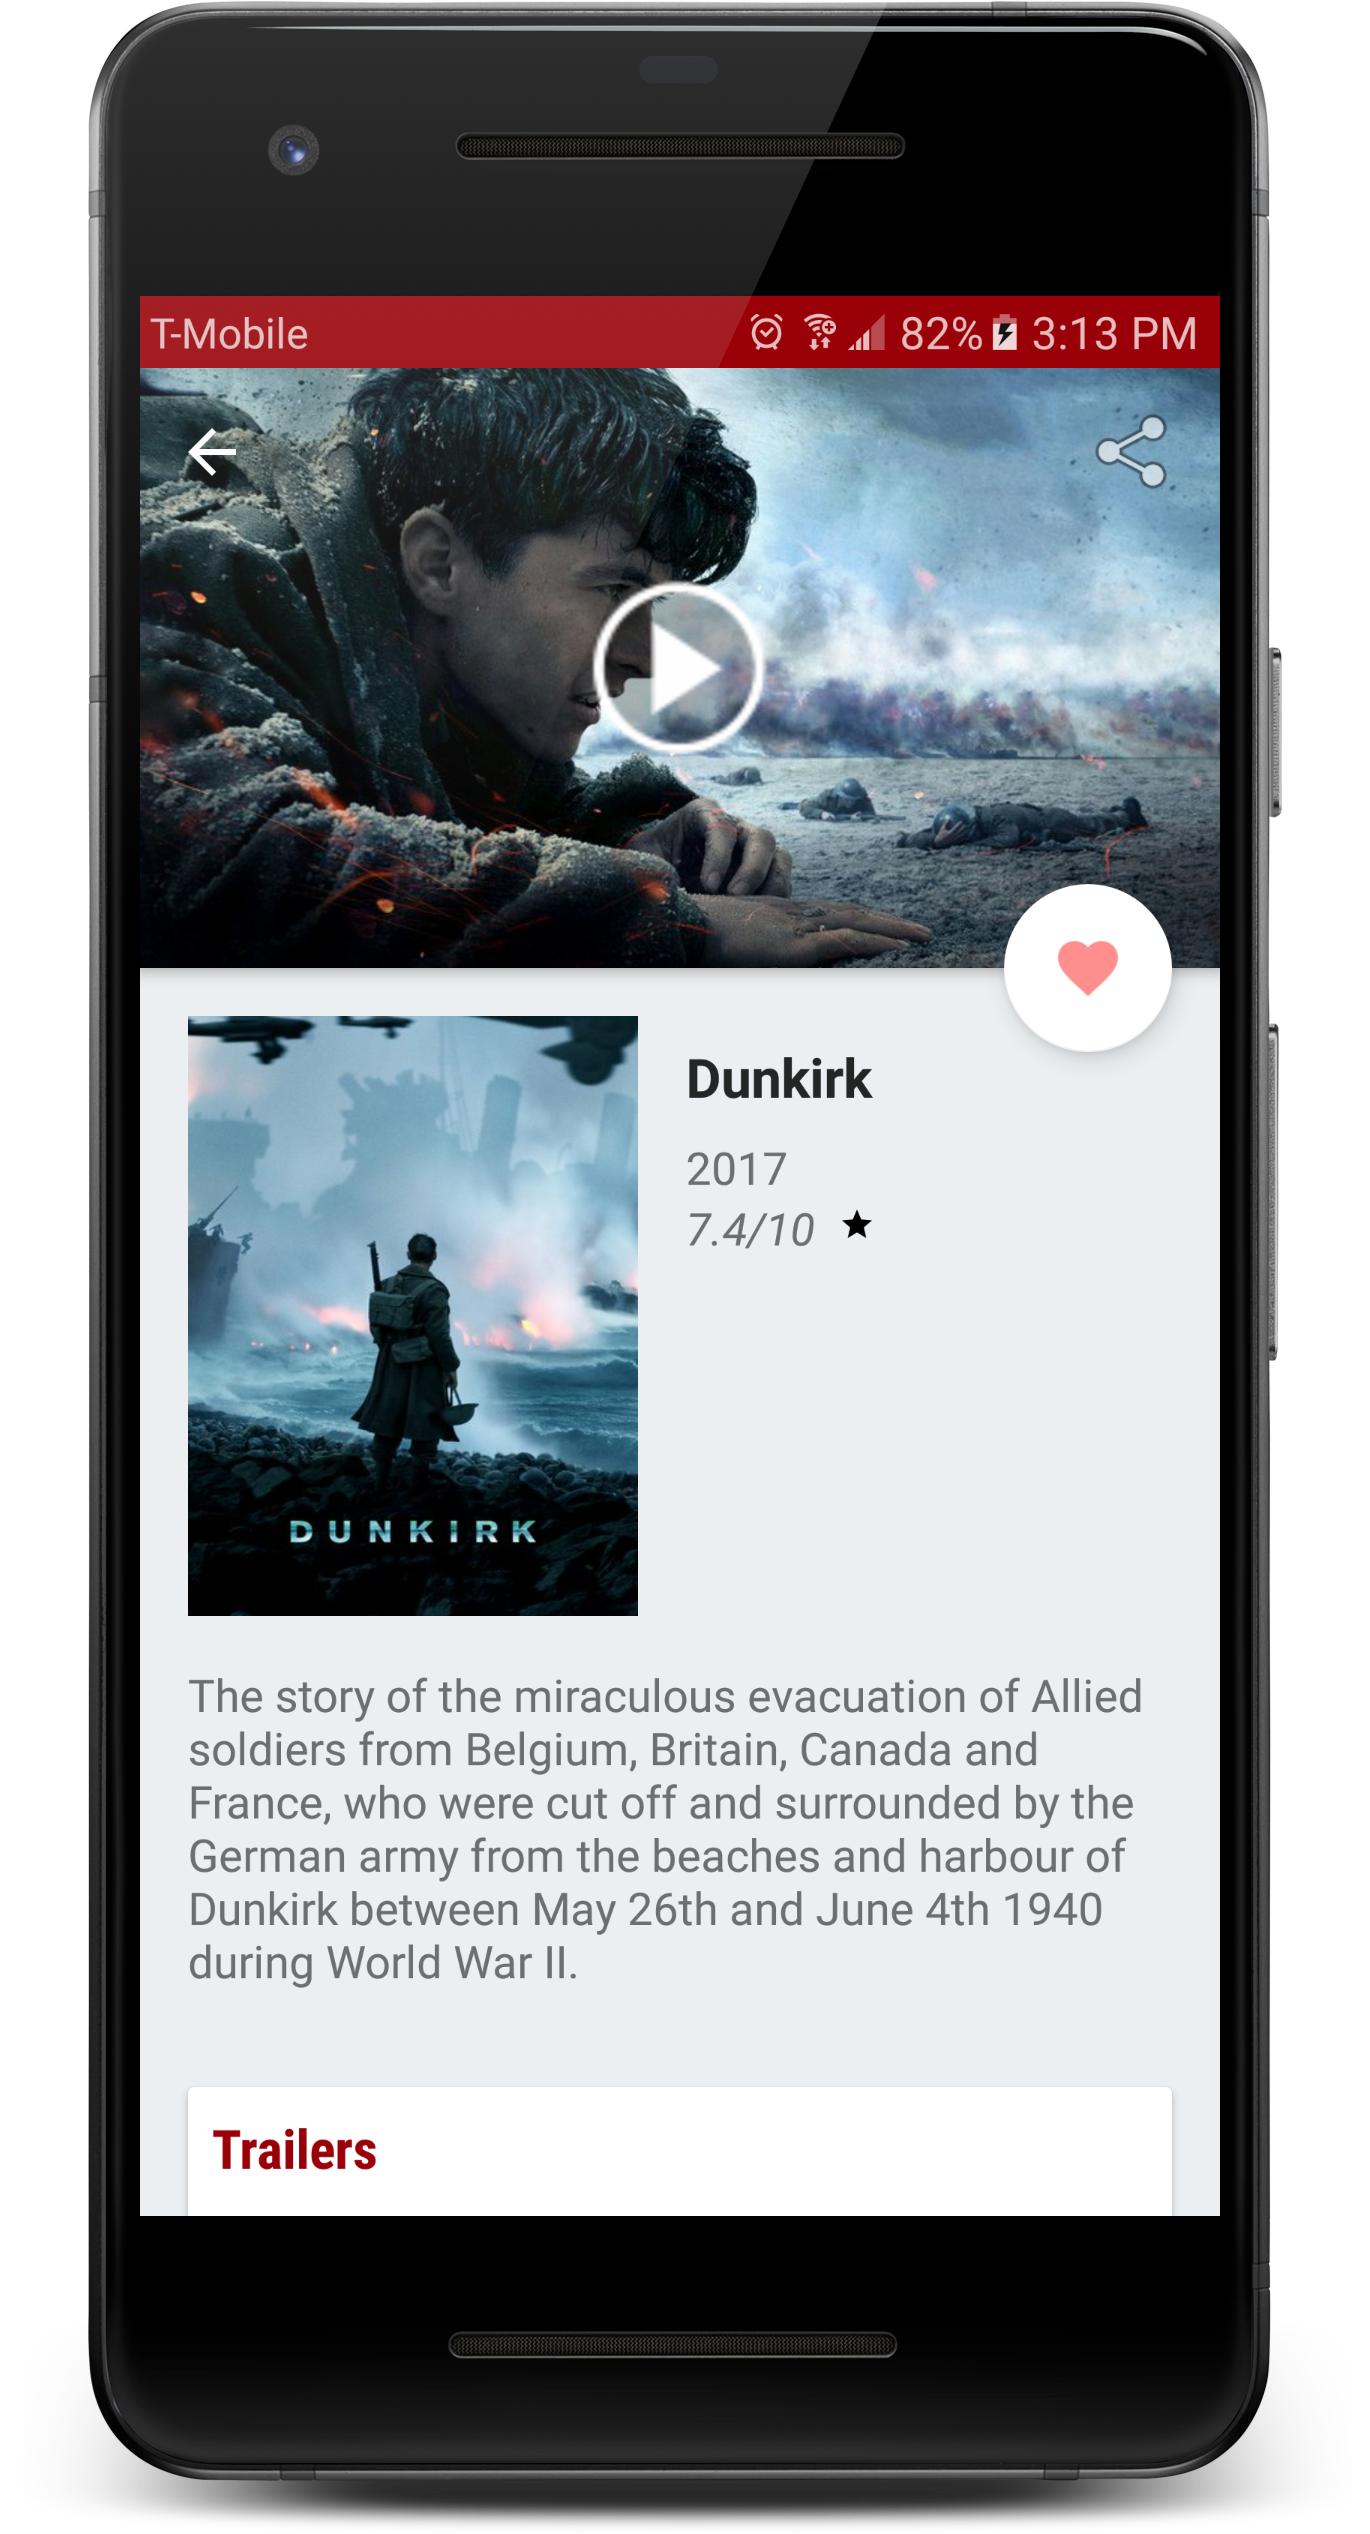 T-Mobile 82% 3:13 PM
Dunkirk
2017
7.4/10
DUNKIRK
The story of the miraculous evacuation of Allied
soldiers from Belgium, Britain, Canada and
France, who were cut off and surrounded by the
German army from the beaches and harbour of
Dunkirk between May 26th and June 4th 1940
during World War II.
Trailers